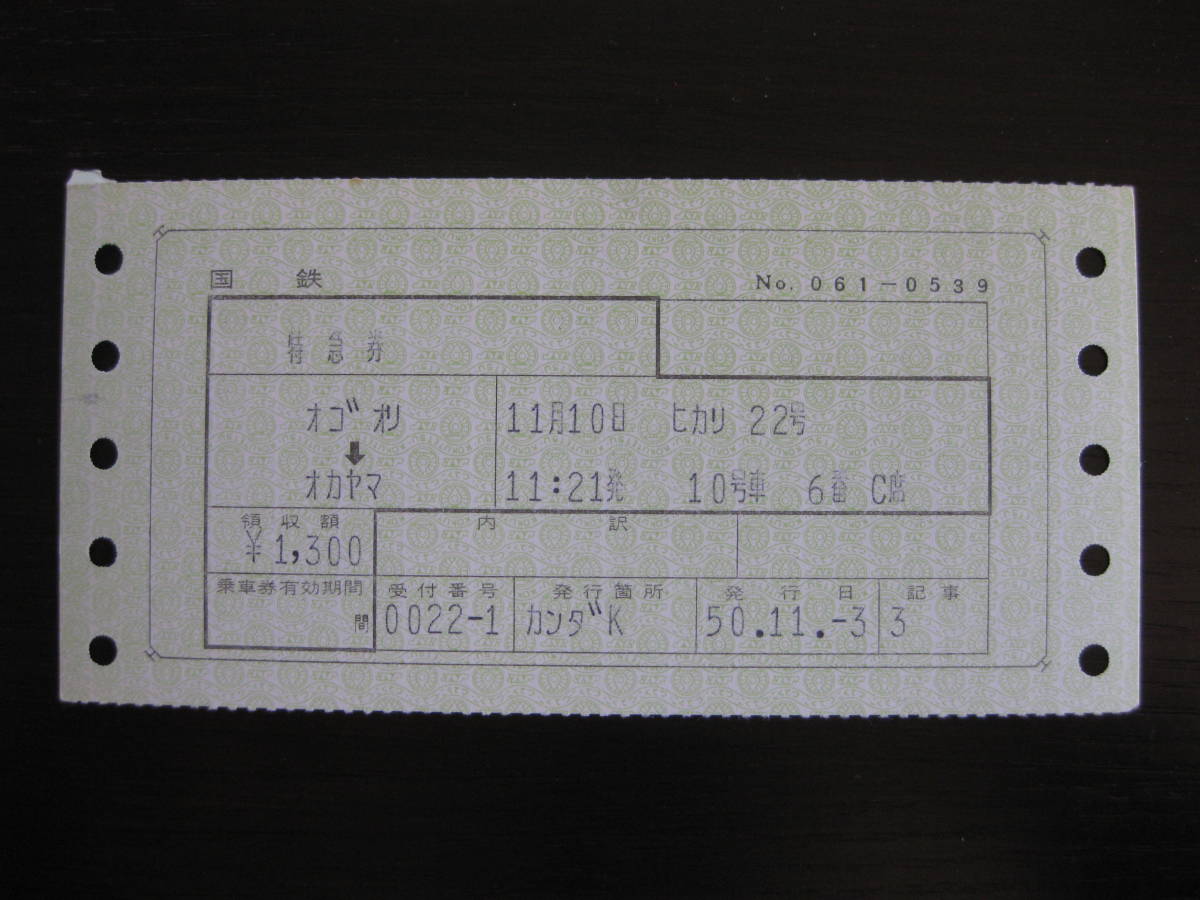 国鉄 No. 061-0539
特急券
オゴオリ 11月10日 ヒカリ 22号
⬇
オカヤマ 11:21発 10号車 6番 C席
領収額 内訳
¥1,300
乗車券有効期間 受付番号 発行箇所 発行日 記事
間 0022-1 カンダK 50.11.-3 3